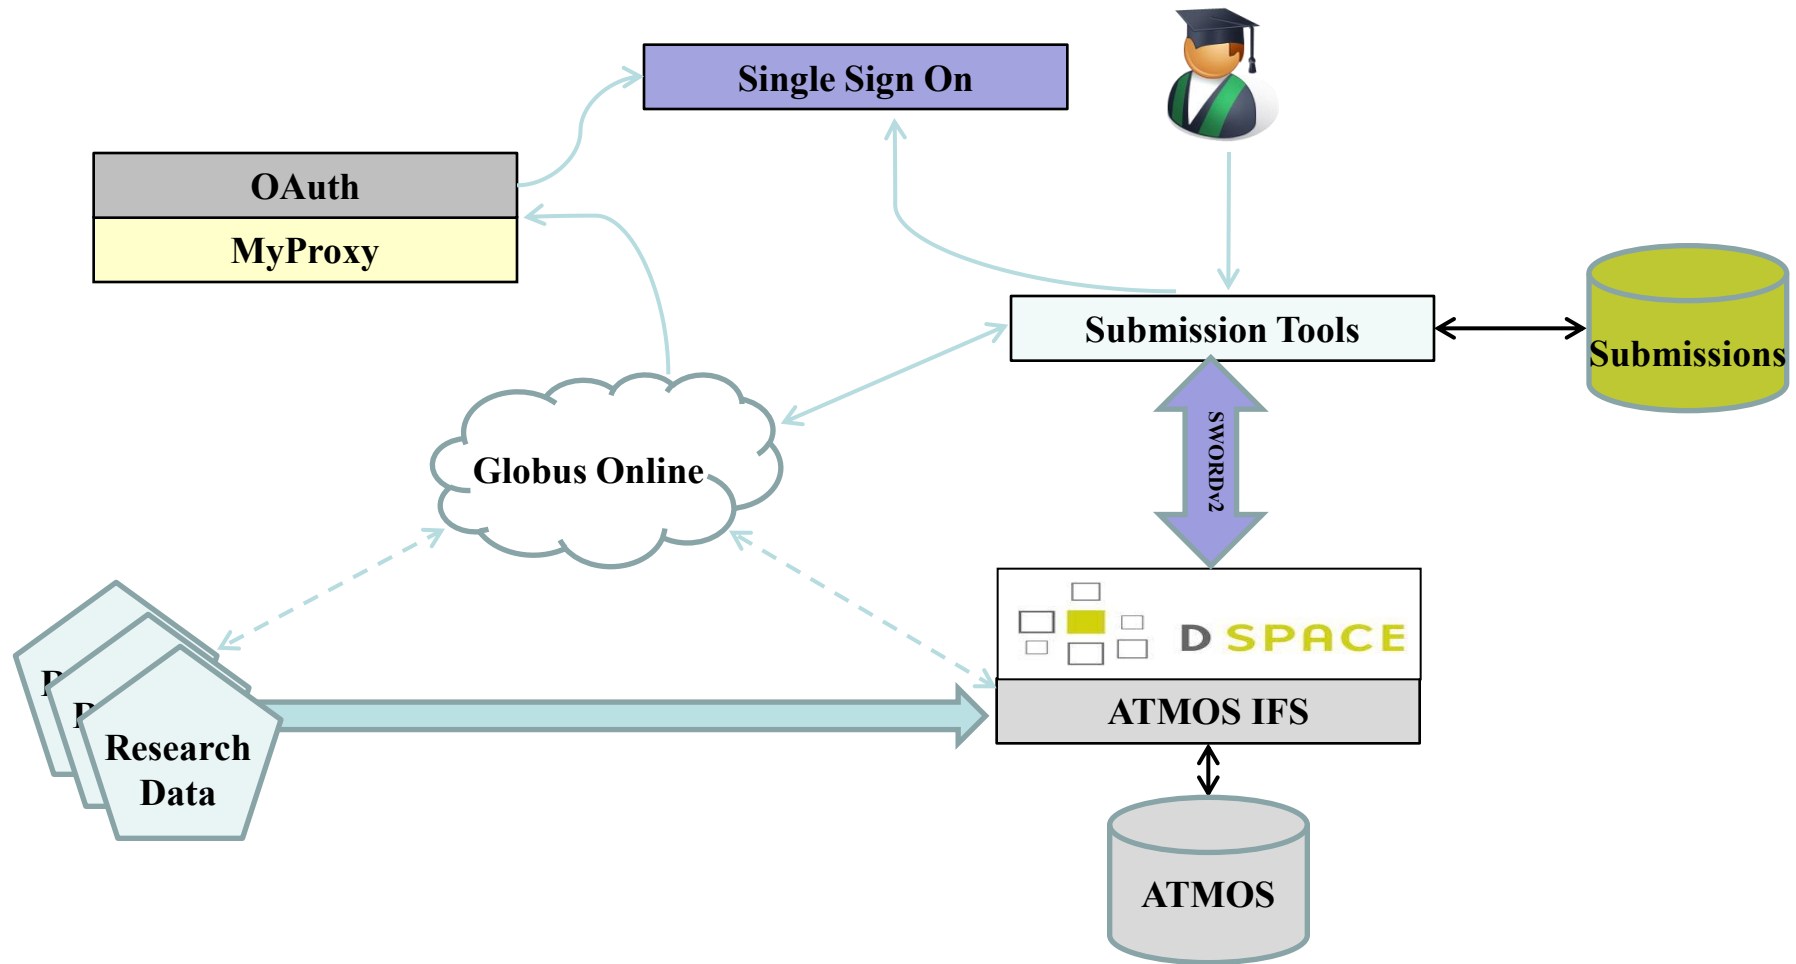 Single Sign On
OAuth
MyProxy
Submission Tools
Submissions
Globus Online
SWORDv2
DSPACE
ATMOS IFS
Research
Data
ATMOS